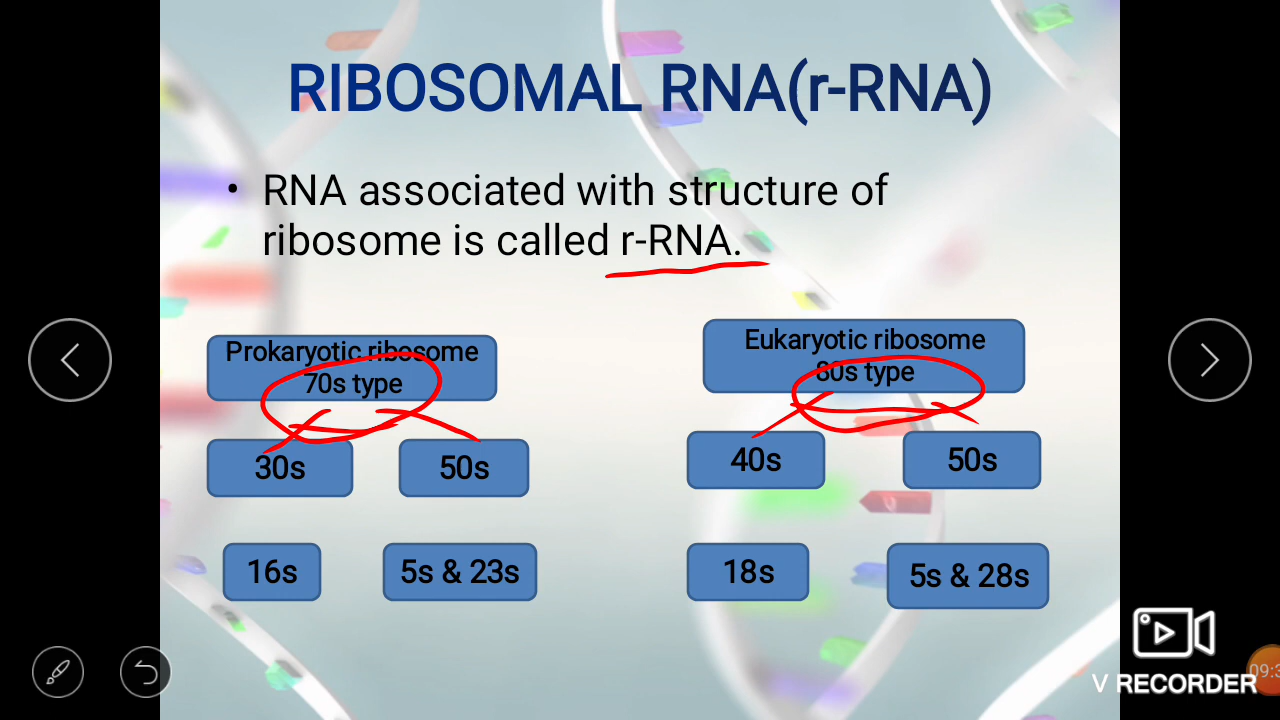 RIBOSOMAL RNA(r-RNA)
• RNA associated with structure of
ribosome is called r-RNA.
Prokaryotic ribosome
70s type
Eukaryotic ribosome
80s type
30s
50s
40s
50s
16s
5s & 23s
18s
5s & 28s
V RECORDER